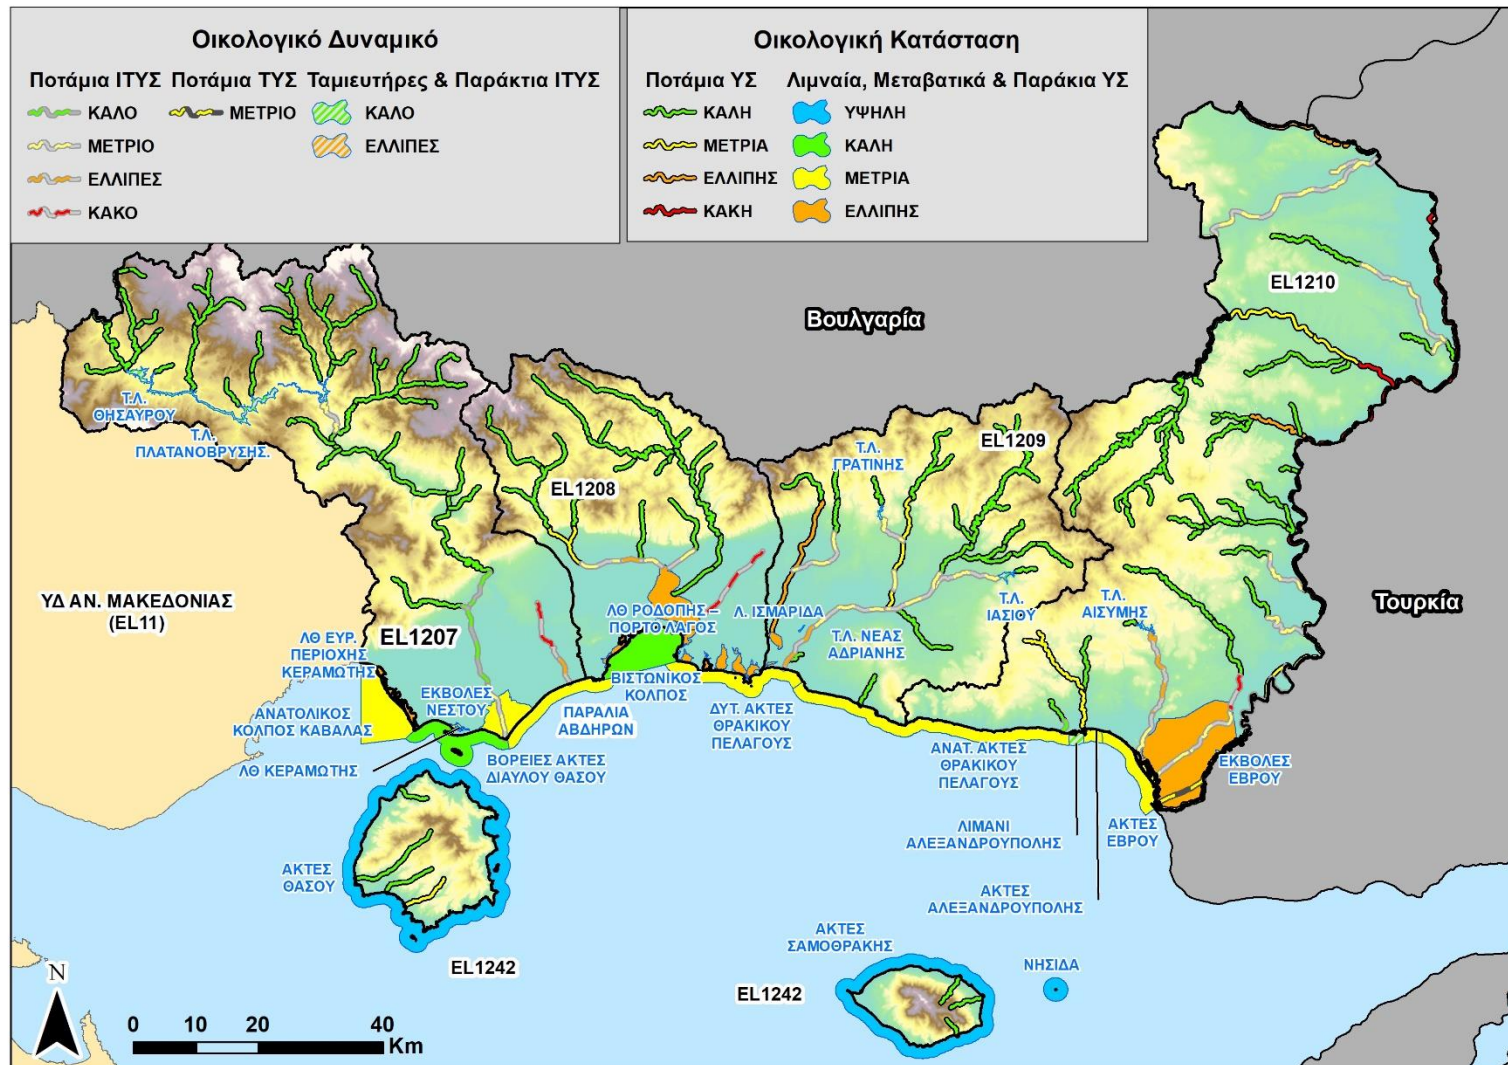 Οικολογικό Δυναμικό
Ποτάμια ΙΤΥΣ Ποτάμια ΤΥΣ Ταμιευτήρες & Παράκτια ΙΤΥΣ
ΚΑΛΟ
ΜΕΤΡΙΟ
ΕΛΛΙΠΕΣ
ΚΑΚΟ
ΜΕΤΡΙΟ
ΚΑΛΟ
ΕΛΛΙΠΕΣ
Οικολογική Κατάσταση
Ποτάμια ΥΣ Λιμναία, Μεταβατικά & Παράκια ΥΣ
ΚΑΛΗ
ΜΕΤΡΙΑ
ΕΛΛΙΠΗΣ
ΚΑΚΗ
ΥΨΗΛΗ
ΚΑΛΗ
ΜΕΤΡΙΑ
ΕΛΛΙΠΗΣ
EL1210
Βουλγαρία
Τ.Λ.
ΘΗΣΑΥΡΟΥ
Τ.Λ.
ΠΛΑΤΑΝΟΒΡΥΣΗΣ.
EL1208
Τ.Λ.
ΓΡΑΤΙΝΗΣ
EL1209
ΥΔ ΑΝ. ΜΑΚΕΔΟΝΙΑΣ
(EL11)
EL1207
ΛΘ ΡΟΔΟΠΗΣ –
ΠΟΡΤΟ ΛΑΓΟΣ
Λ. ΙΣΜΑΡΙΔΑ
Τ.Λ.
ΙΑΣΙΟΥ
Τ.Λ.
ΑΙΣΥΜΗΣ
Τουρκία
ΛΘ ΕΥΡ.
ΠΕΡΙΟΧΗΣ
ΚΕΡΑΜΩΤΗΣ
Τ.Λ. ΝΕΑΣ
ΑΔΡΙΑΝΗΣ
ΕΚΒΟΛΕΣ
ΝΕΣΤΟΥ
ΒΙΣΤΩΝΙΚΟΣ
ΚΟΛΠΟΣ
ΑΝΑΤΟΛΙΚΟΣ
ΚΟΛΠΟΣ ΚΑΒΑΛΑΣ
ΠΑΡΑΛΙΑ
ΑΒΔΗΡΩΝ
ΔΥΤ. ΑΚΤΕΣ
ΘΡΑΚΙΚΟΥ
ΠΕΛΑΓΟΥΣ
ΛΘ ΚΕΡΑΜΩΤΗΣ
ΒΟΡΕΙΕΣ ΑΚΤΕΣ
ΔΙΑΥΛΟΥ ΘΑΣΟΥ
ΑΝΑΤ. ΑΚΤΕΣ
ΘΡΑΚΙΚΟΥ
ΠΕΛΑΓΟΥΣ
ΕΚΒΟΛΕΣ
ΕΒΡΟΥ
ΛΙΜΑΝΙ
ΑΛΕΞΑΝΔΡΟΥΠΟΛΗΣ
ΑΚΤΕΣ
ΕΒΡΟΥ
ΑΚΤΕΣ
ΘΑΣΟΥ
ΑΚΤΕΣ
ΑΛΕΞΑΝΔΡΟΥΠΟΛΗΣ
ΑΚΤΕΣ
ΣΑΜΟΘΡΑΚΗΣ
EL1242
EL1242
ΝΗΣΙΔΑ
N
0 10 20 40
Km